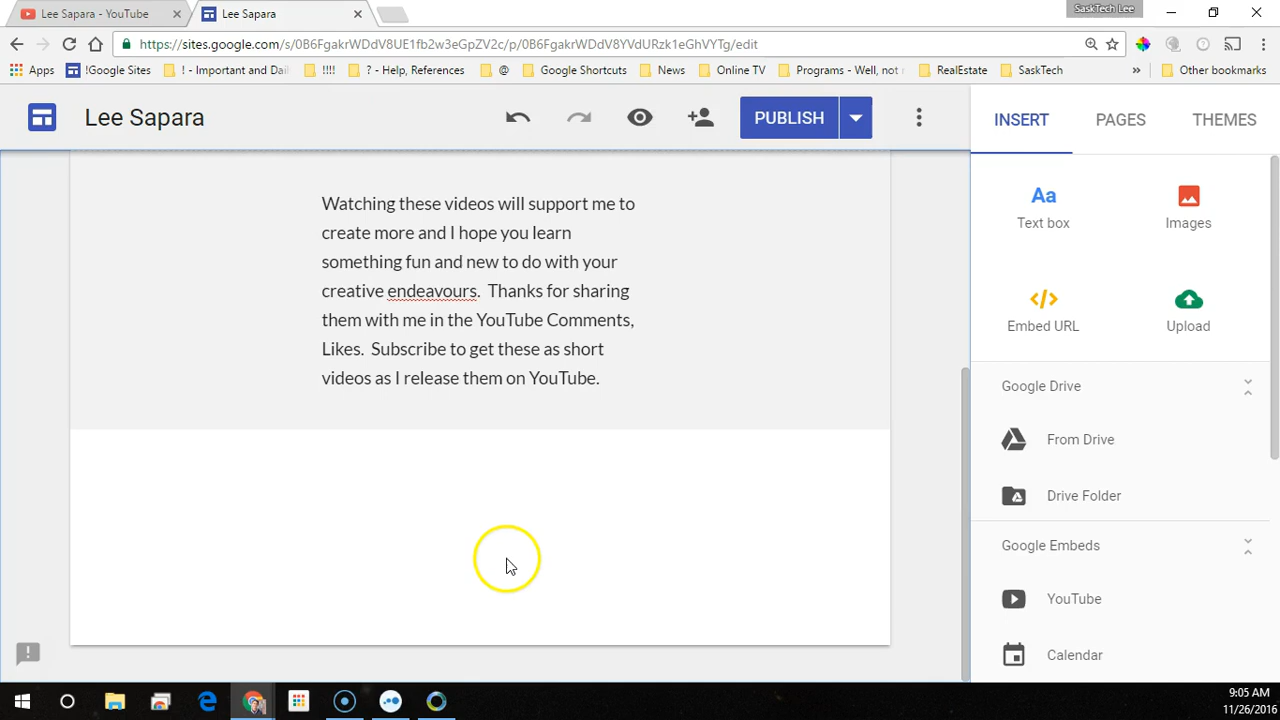 Lee Sapara - YouTube
Lee Sapara
SaskTech Lee
https://sites.google.com/s/0B6FgakrWDdV8UE1fb2w3eGpZV2c/p/0B6FgakrWDdV8YVdURzk1eGhVYTg/edit
Apps !Google Sites ! - Important and Dai !!!! ? - Help, References @ Google Shortcuts News Online TV Programs - Well, not RealEstate SaskTech » Other bookmarks
Lee Sapara
PUBLISH
INSERT PAGES THEMES
Watching these videos will support me to
create more and I hope you learn
something fun and new to do with your
creative endeavours. Thanks for sharing
them with me in the YouTube Comments,
Likes. Subscribe to get these as short
videos as I release them on YouTube.
Aa
Text box Images
Embed URL Upload
Google Drive
From Drive
Drive Folder
Google Embeds
YouTube
Calendar
9:05 AM
11/26/2016